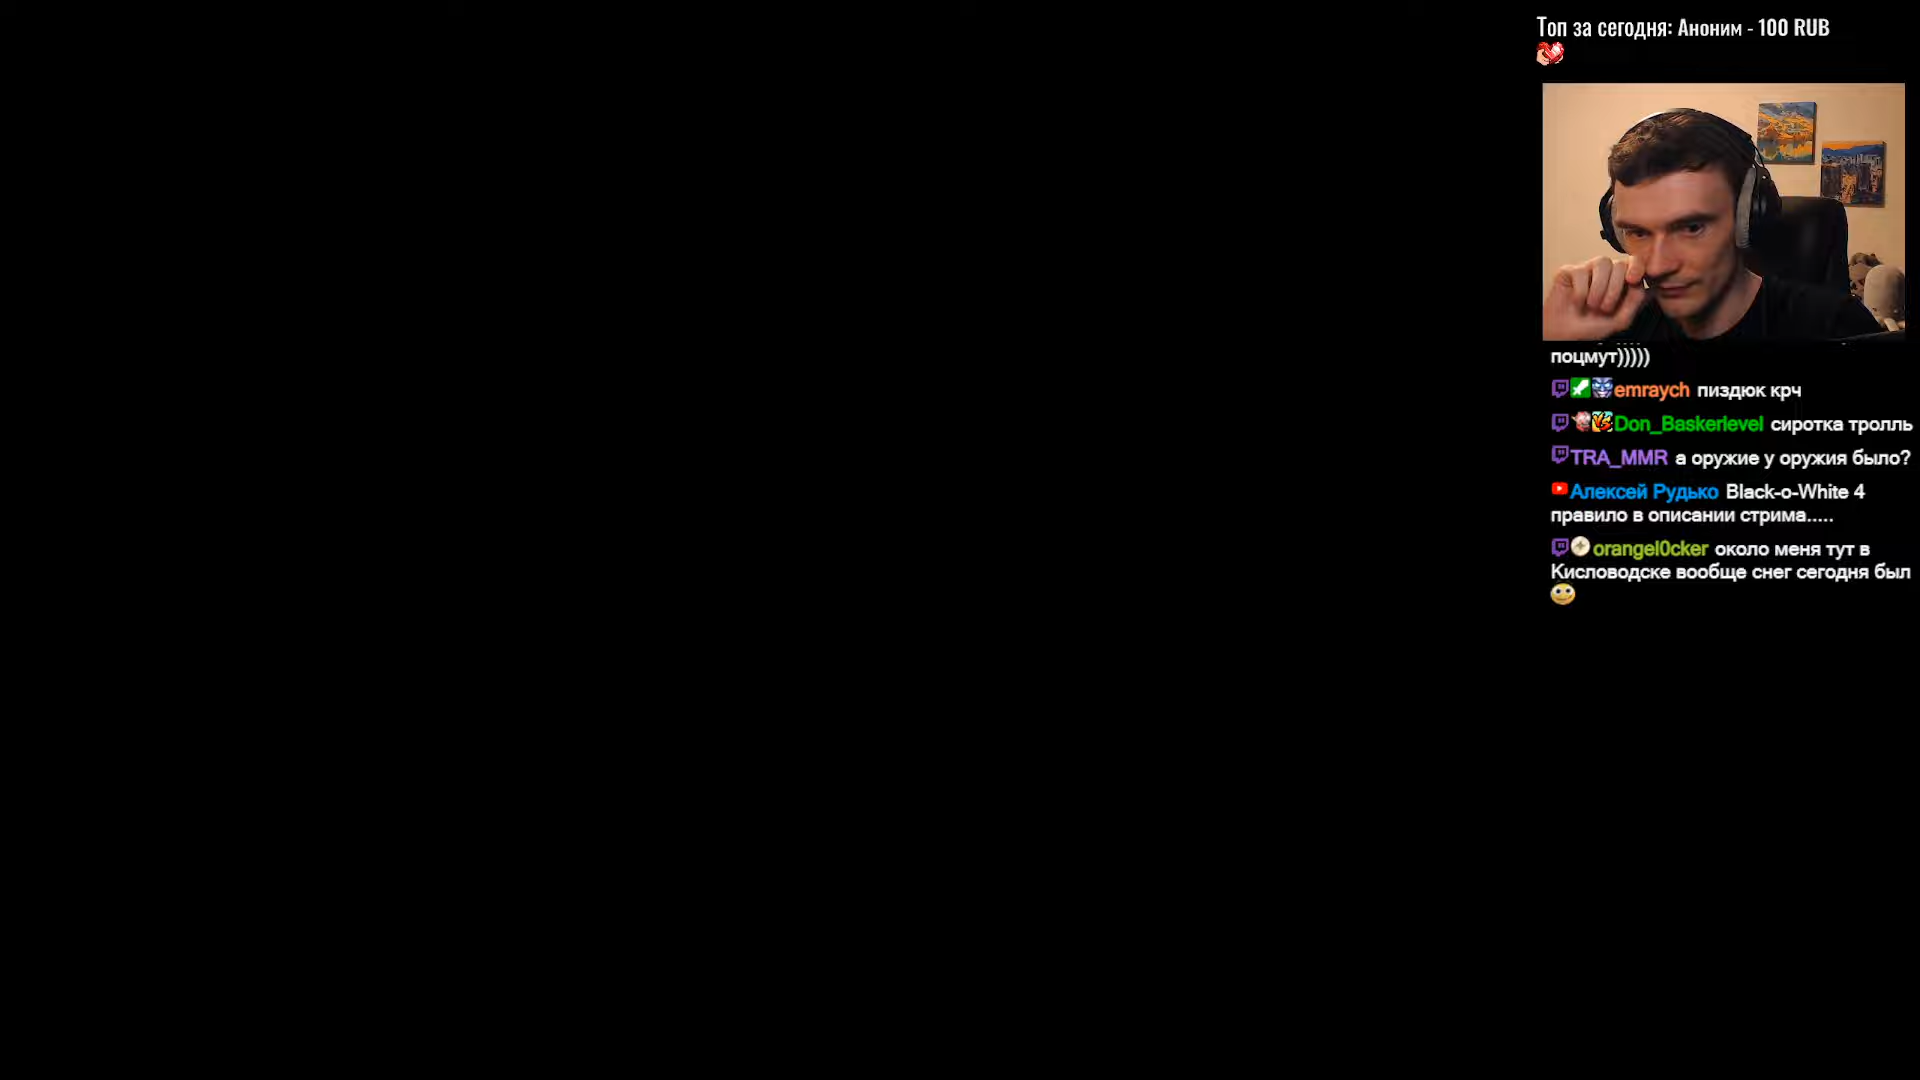 Топ за сегодня: Аноним - 100 RUB
поцмут)))))
emraych пиздюк крч
Don_Baskerlevel сиротка тролль
TRA_MMR а оружие у оружия было?
Алексей Рудько Black-o-White 4
правило в описании стрима.....
orangel0cker около меня тут в
Кисловодске вообще снег сегодня был